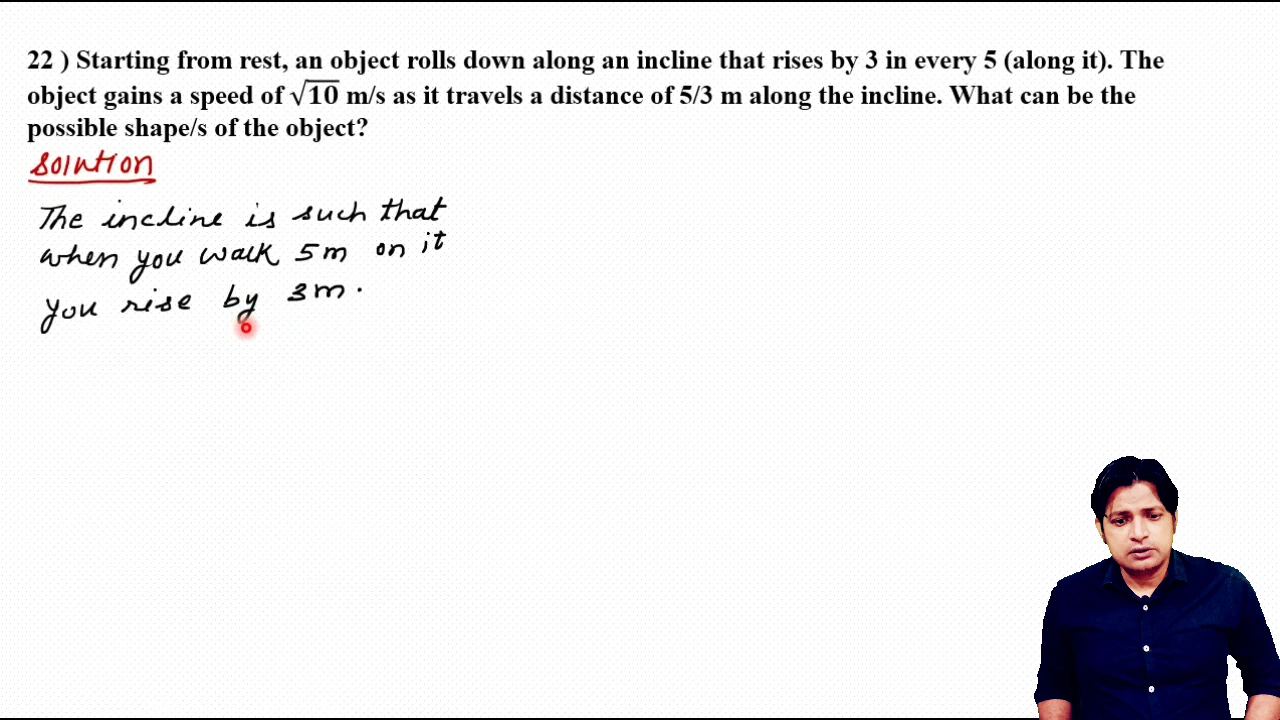 22 ) Starting from rest, an object rolls down along an incline that rises by 3 in every 5 (along it). The
object gains a speed of √10 m/s as it travels a distance of 5/3 m along the incline. What can be the
possible shape/s of the object?
Solution
The incline is such that
when you walk 5m on it
you rise by 3m.